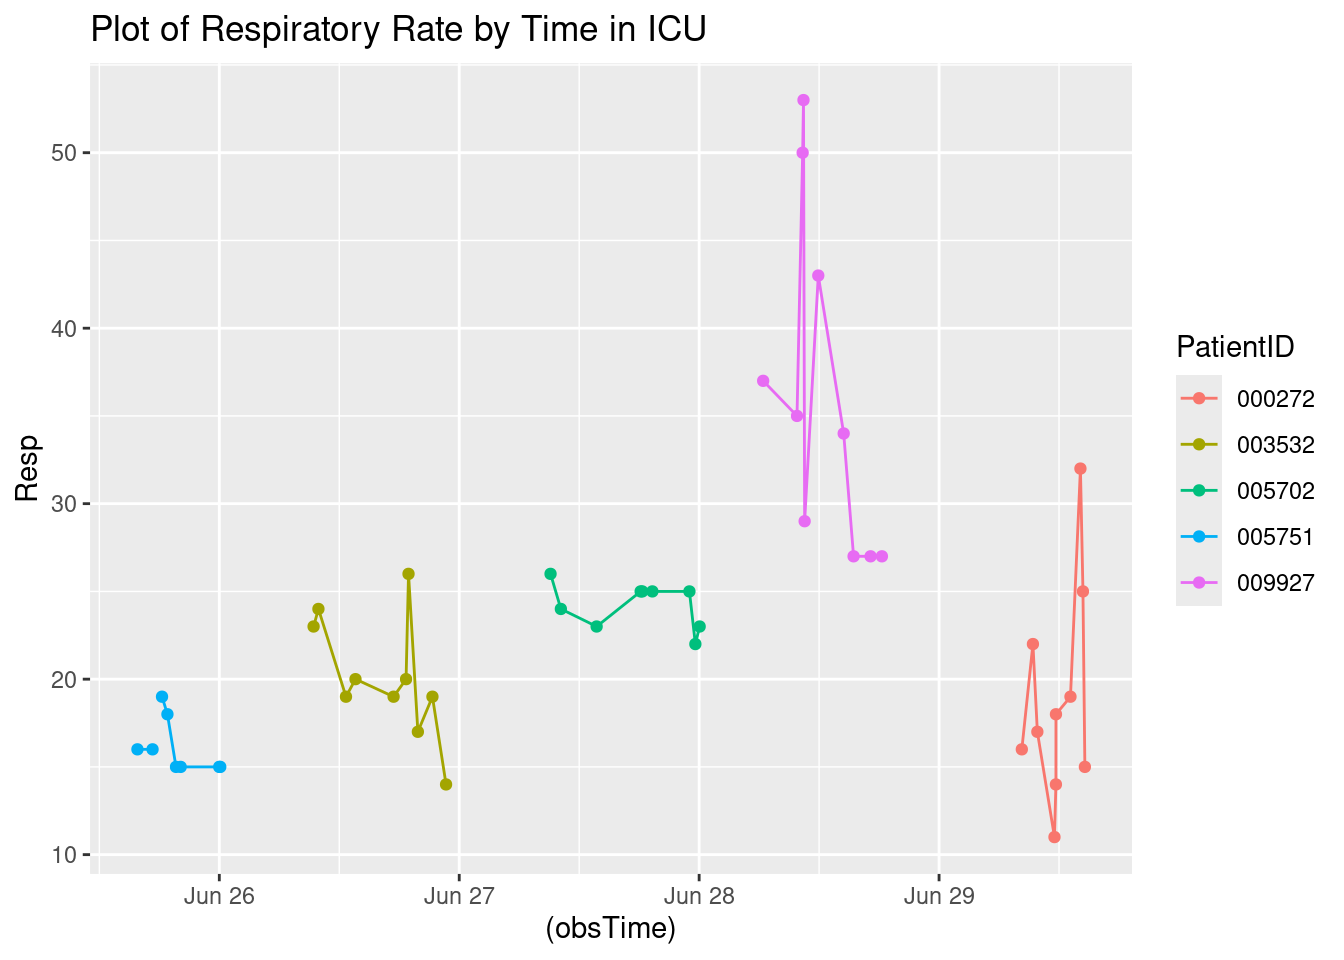 Plot of Respiratory Rate by Time in ICU
Resp
50
40
30
20
10
Jun 26 Jun 27 Jun 28 Jun 29
(obsTime)
PatientID
000272
003532
005702
005751
009927